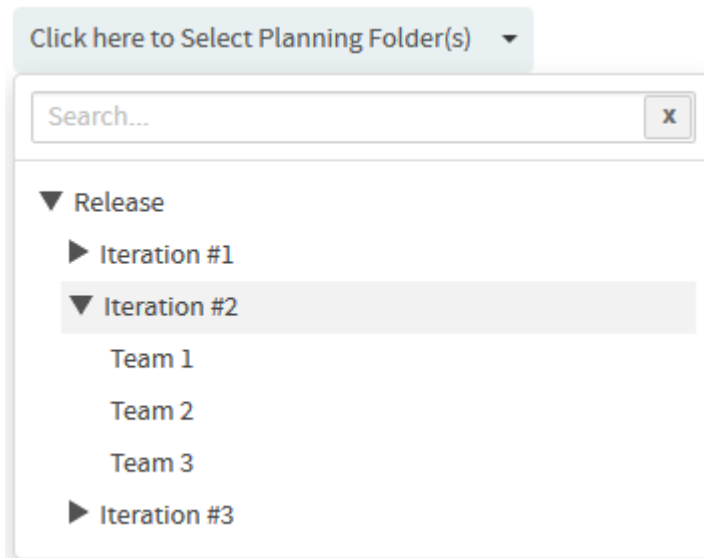 Click here to Select Planning Folder(s)
Search...
x
Release
Iteration #1
Iteration #2
Team 1
Team 2
Team 3
Iteration #3